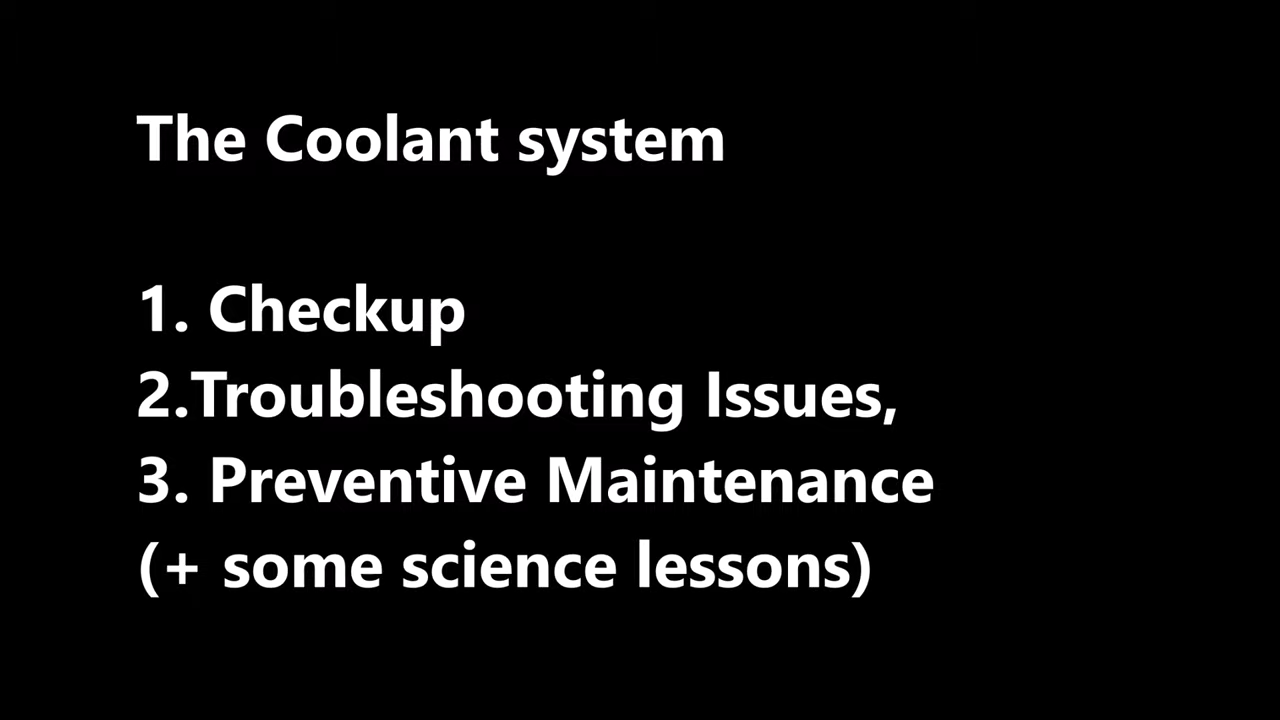 The Coolant system
1. Checkup
2.Troubleshooting Issues,
3. Preventive Maintenance
(+ some science lessons)